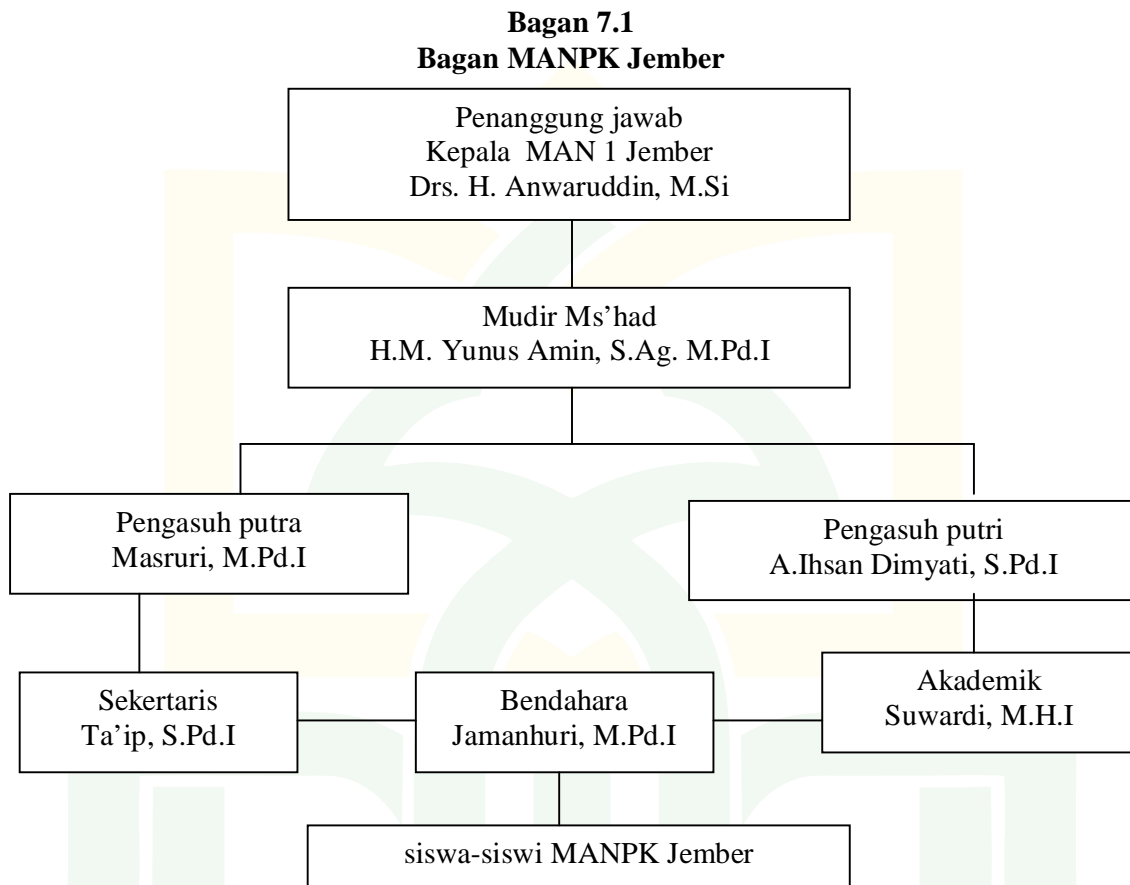 Bagan 7.1
Bagan MANPK Jember
Penanggung jawab
Kepala MAN 1 Jember
Drs. H. Anwaruddin, M.Si
Mudir Ms’had
H.M. Yunus Amin, S.Ag. M.Pd.I
Pengasuh putra
Masruri, M.Pd.I
Pengasuh putri
A.Ihsan Dimyati, S.Pd.I
Sekertaris
Ta’ip, S.Pd.I
Bendahara
Jamanhuri, M.Pd.I
Akademik
Suwardi, M.H.I
siswa-siswi MANPK Jember